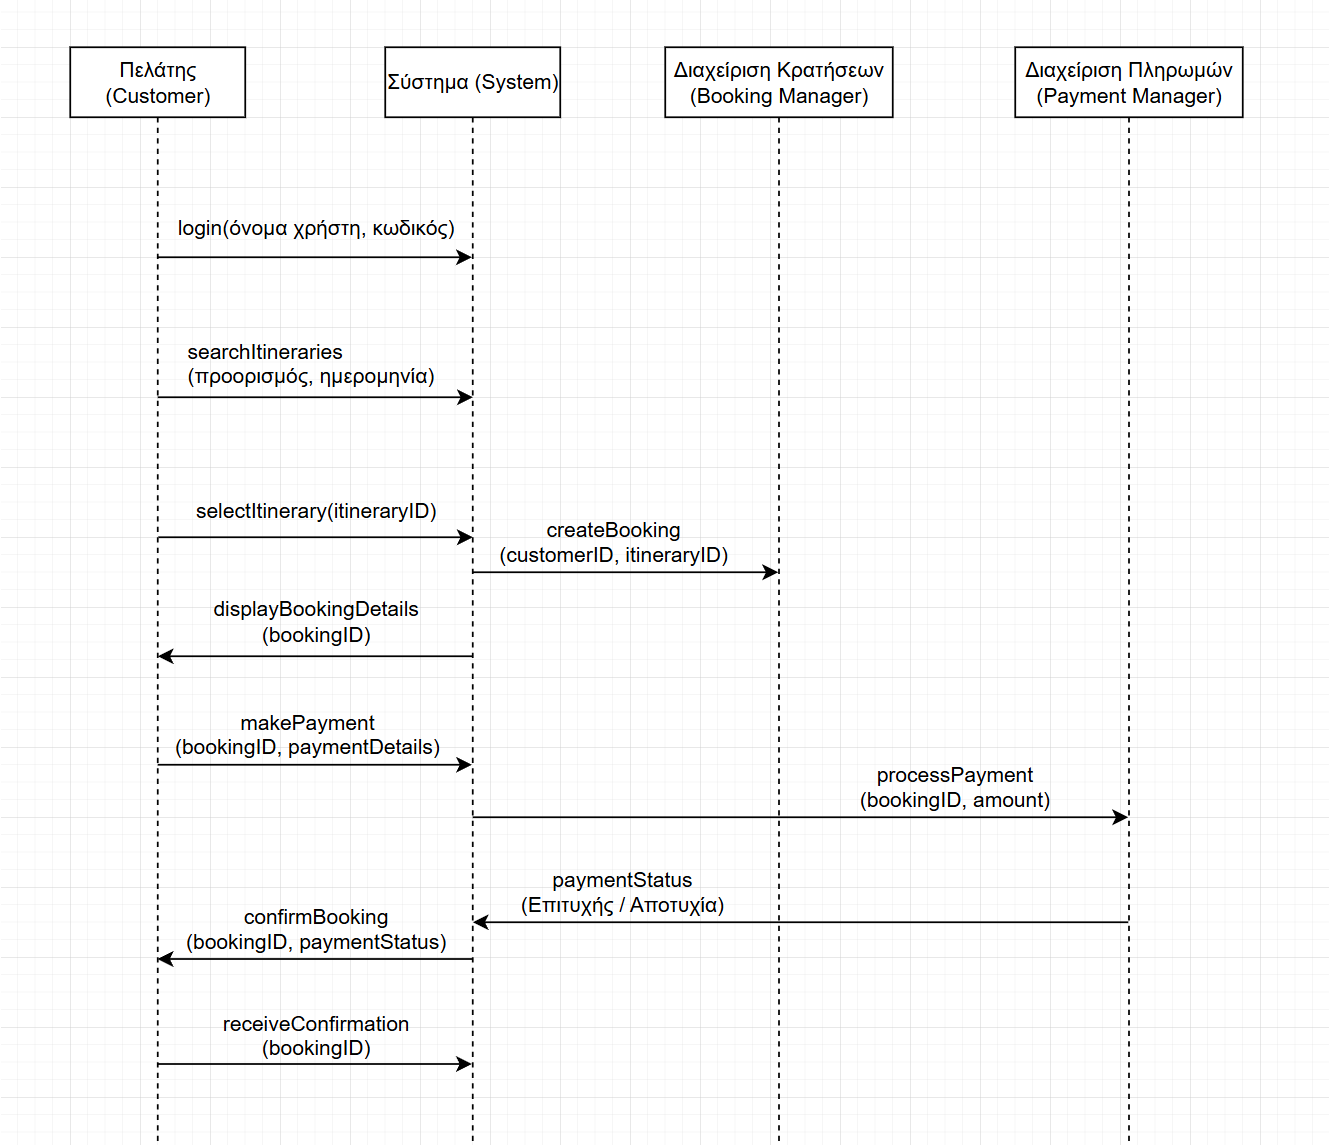 Πελάτης
(Customer)
Σύστημα (System)
Διαχείριση Κρατήσεων
(Booking Manager)
Διαχείριση Πληρωμών
(Payment Manager)
login(όνομα χρήστη, κωδικός)
searchItineraries
(προορισμός, ημερομηνία)
selectItinerary(itineraryID)
createBooking
(customerID, itineraryID)
displayBookingDetails
(bookingID)
makePayment
(bookingID, paymentDetails)
processPayment
(bookingID, amount)
paymentStatus
(Επιτυχής / Αποτυχία)
confirmBooking
(bookingID, paymentStatus)
receiveConfirmation
(bookingID)